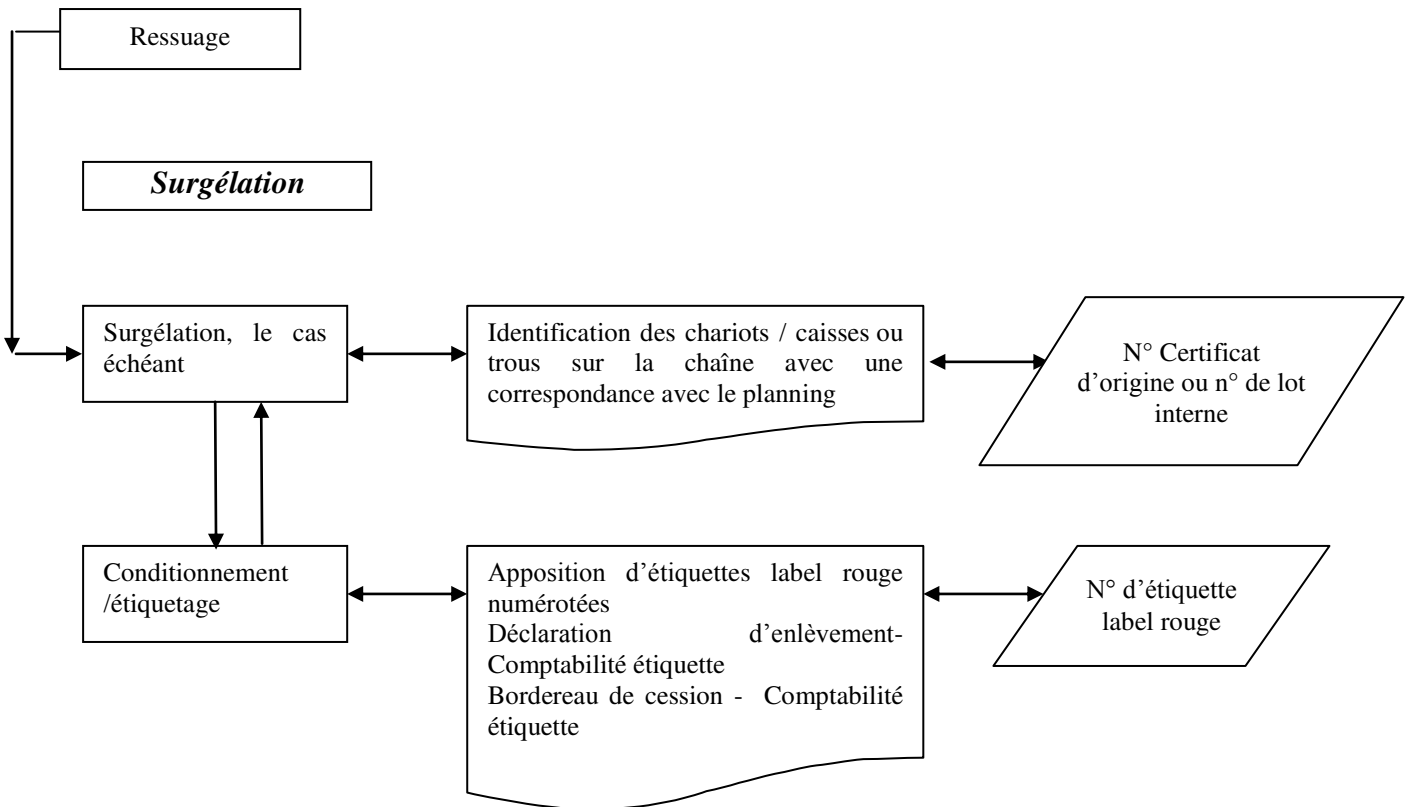 Ressuage
Surgélation
Surgélation, le cas
échéant
Identification des chariots / caisses ou
trous sur la chaîne avec une
correspondance avec le planning
N° Certificat
d'origine ou n° de lot
interne
Conditionnement
/étiquetage
Apposition d'étiquettes label rouge
numérotées
Déclaration d'enlèvement-
Comptabilité étiquette
Bordereau de cession - Comptabilité
étiquette
N° d'étiquette
label rouge